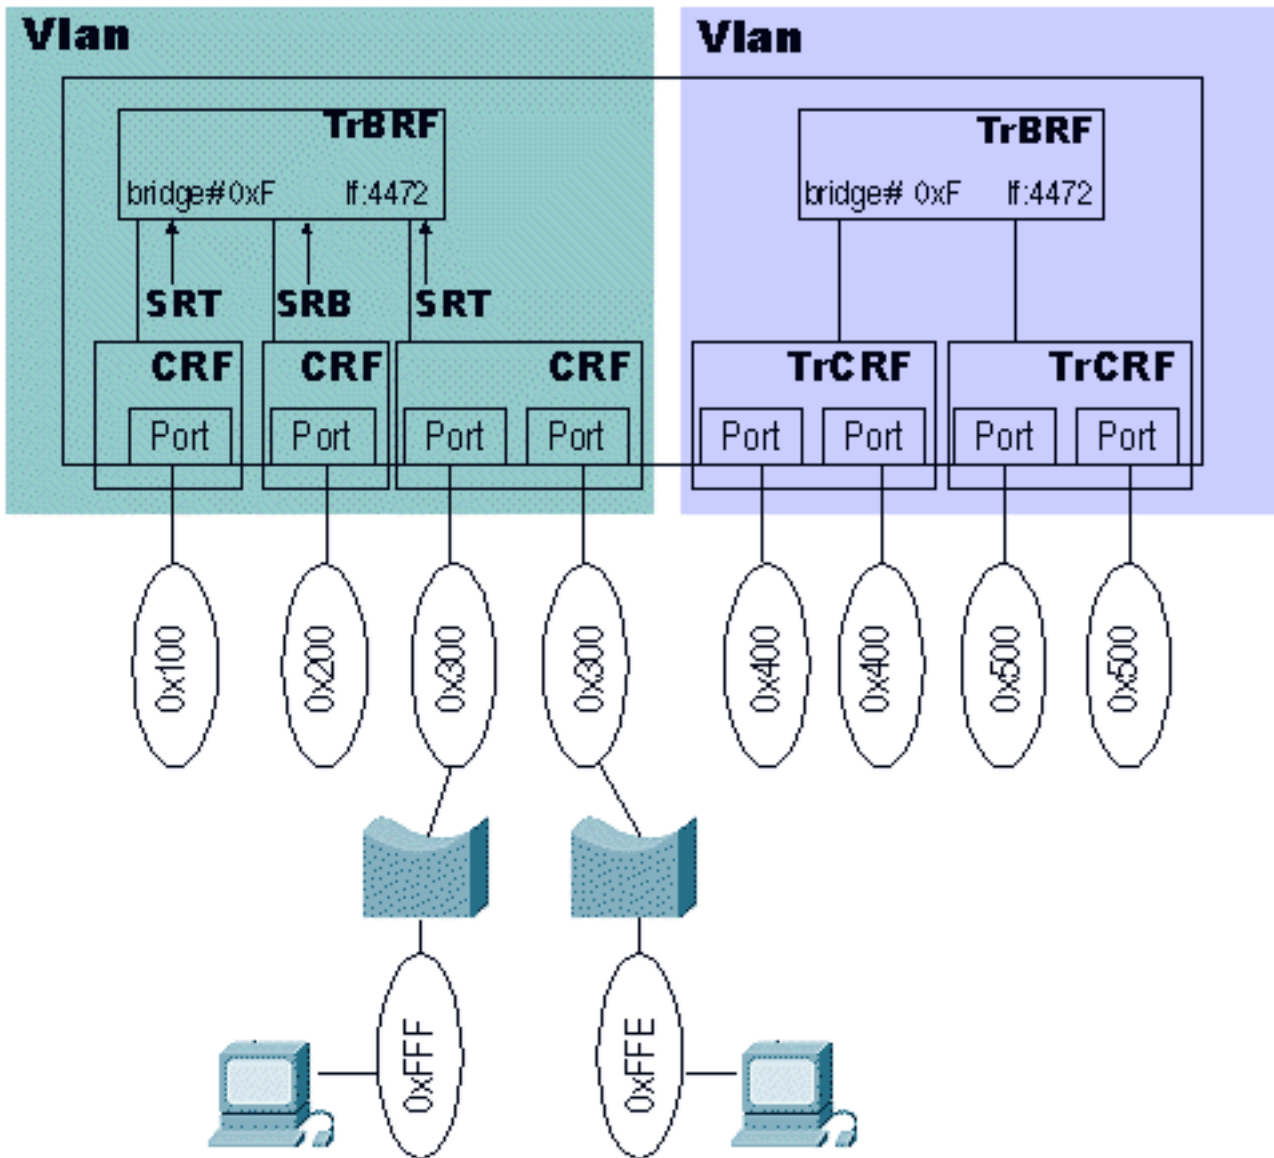 Vlan
Vlan
TrBRF
TrBRF
bridge# 0xF lf:4472
bridge# 0xF lf:4472
SRT SRB SRT
CRF CRF CRF TrCRF TrCRF
Port Port Port Port Port Port Port Port
0x100 0x200 0x300 0x300 0x400 0x400 0x500 0x500
0xFFF 0xFFE